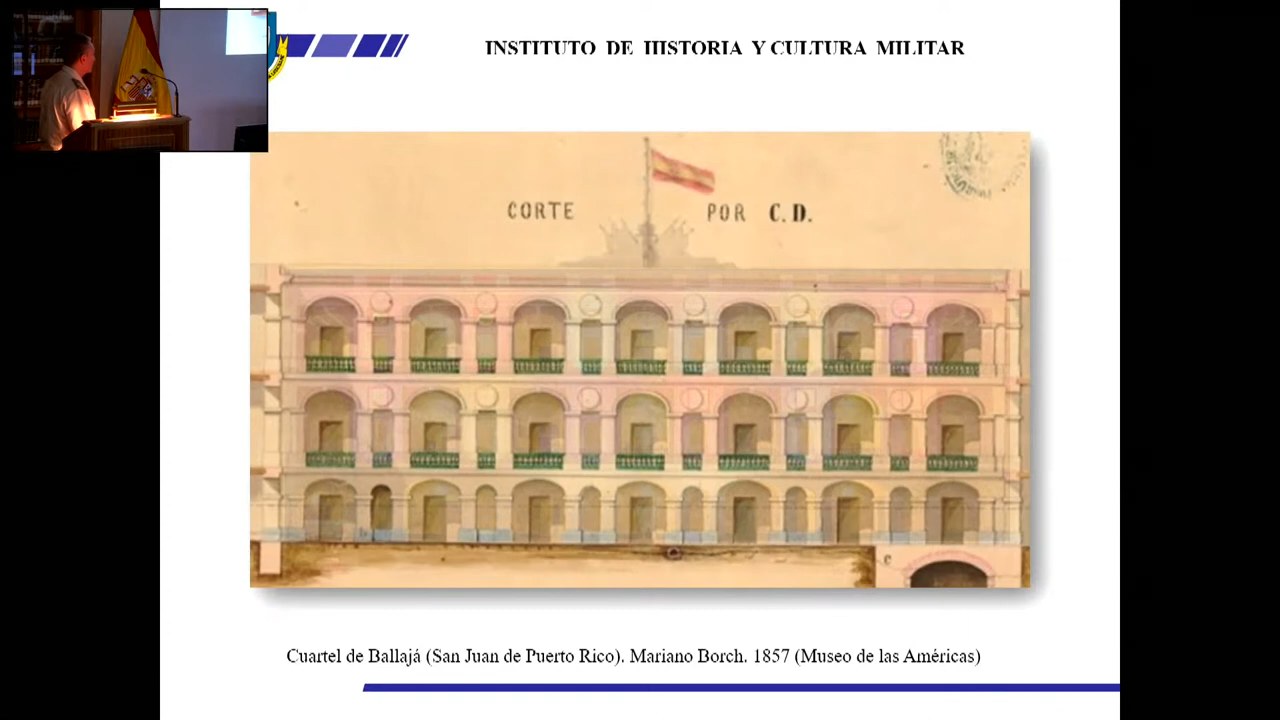 INSTITUTO DE HISTORIA Y CULTURA MILITAR
CORTE POR C.D.
C
Cuartel de Ballajá (San Juan de Puerto Rico). Mariano Borch. 1857 (Museo de las Américas)